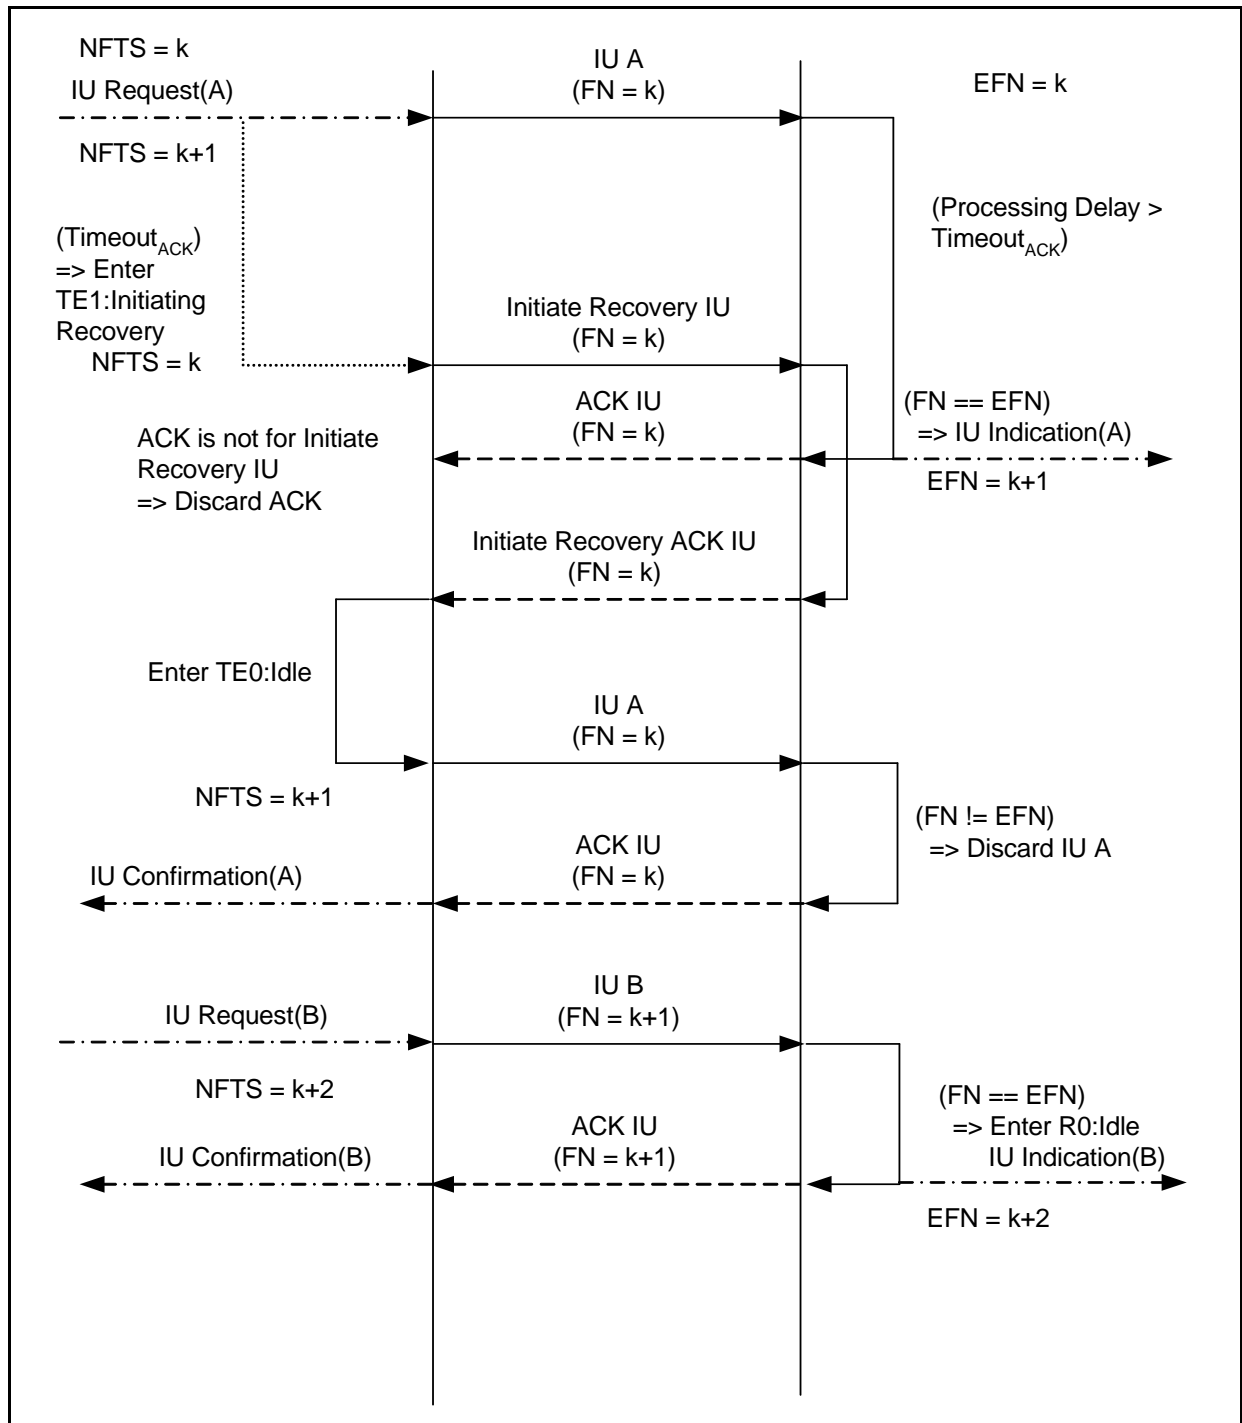 NFTS = k
IU Request(A)
IU A
(FN = k)
EFN = k
NFTS = k+1
(Processing Delay >
Timeout_ACK)
(Timeout_ACK)
=> Enter
TE1:Initiating
Recovery
NFTS = k
Initiate Recovery IU
(FN = k)
ACK IU
(FN = k)
(FN == EFN)
=> IU Indication(A)
EFN = k+1
ACK is not for Initiate
Recovery IU
=> Discard ACK
Initiate Recovery ACK IU
(FN = k)
Enter TE0:Idle
IU A
(FN = k)
NFTS = k+1
(FN != EFN)
=> Discard IU A
ACK IU
(FN = k)
IU Confirmation(A)
IU B
(FN = k+1)
IU Request(B)
NFTS = k+2
(FN == EFN)
=> Enter R0:Idle
IU Indication(B)
ACK IU
(FN = k+1)
IU Confirmation(B)
EFN = k+2